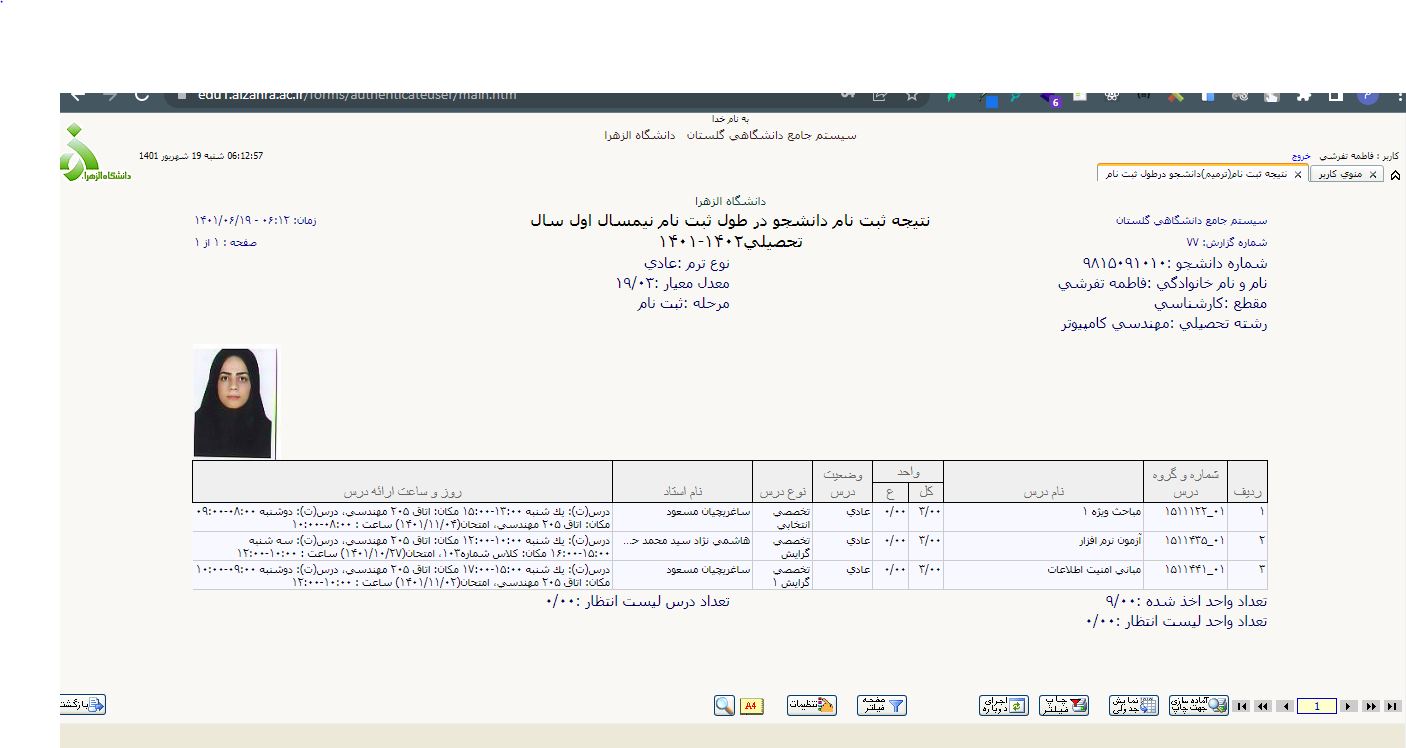 edu1.alzahra.ac.ir/forms/authenticateuser/main.htm
6
به نام خدا
سيستم جامع دانشگاهي گلستان   دانشگاه الزهرا
کاربر : فاطمه تفرشي   خروج
06:12:57 شنبه 19 شهریور 1401
دانشگاه الزهرا
منوي کاربر X
نتيجه ثبت نام(ترميم)دانشجو درطول ثبت نام X
دانشگاه الزهرا
سيستم جامع دانشگاهي گلستان
نتيجه ثبت نام دانشجو در طول ثبت نام نيمسال اول سال
زمان: ۰۶:۱۲ - ۱۴۰۱/۰۶/۱۹
شماره گزارش: ۷۷
تحصيلي۱۴۰۲-۱۴۰۱
صفحه : ۱ از ۱
شماره دانشجو :۹۸۱۵۰۹۱۰۱۰
نوع ترم :عادي
نام و نام خانوادگي :فاطمه تفرشي
معدل معيار :۱۹/۰۳
مقطع :کارشناسي
مرحله :ثبت نام
رشته تحصيلي :مهندسي کامپيوتر
رديف   شماره و گروه درس   نام درس   واحد   کل   ع   وضعيت درس   نوع درس   نام استاد   روز و ساعت ارائه درس
۱   ۱۵۱۱۱۲۲_۰۱   مباحث ويژه ۱   ۳/۰۰   ۰/۰۰   عادي   تخصصي انتخابي   ساغريچيان مسعود   درس(ت): يك شنبه ۱۳:۰۰-۱۵:۰۰ مکان: اتاق ۲۰۵ مهندسي، درس(ت): دوشنبه ۰۸:۰۰-۰۹:۰۰
مکان: اتاق ۲۰۵ مهندسي، امتحان(۱۴۰۱/۱۱/۰۴) ساعت : ۰۸:۰۰-۱۰:۰۰
۲   ۱۵۱۱۴۳۵_۰۱   آزمون نرم افزار   ۳/۰۰   ۰/۰۰   عادي   تخصصي گرايش   هاشمي نژاد سيد محمد ح...   درس(ت): يك شنبه ۱۰:۰۰-۱۲:۰۰ مکان: اتاق ۲۰۵ مهندسي، درس(ت): سه شنبه
۱۵:۰۰-۱۶:۰۰ مکان: کلاس شماره۱۰۳، امتحان(۱۴۰۱/۱۰/۲۷) ساعت : ۱۰:۰۰-۱۲:۰۰
۳   ۱۵۱۱۴۴۱_۰۱   مباني امنيت اطلاعات   ۳/۰۰   ۰/۰۰   عادي   تخصصي گرايش ۱   ساغريچيان مسعود   درس(ت): يك شنبه ۱۵:۰۰-۱۷:۰۰ مکان: اتاق ۲۰۵ مهندسي، درس(ت): دوشنبه ۰۹:۰۰-۱۰:۰۰
مکان: اتاق ۲۰۵ مهندسي، امتحان(۱۴۰۱/۱۱/۰۲) ساعت : ۱۰:۰۰-۱۲:۰۰
تعداد واحد اخذ شده :۹/۰۰
تعداد درس ليست انتظار :۰/۰۰
تعداد واحد ليست انتظار :۰/۰۰
1
آماده سازي جهت چاپ
نمايش جدولي
چاپ فيلتر
اجراي دوباره
صفحه فيلتر
تنظيمات
A4
بازگشت